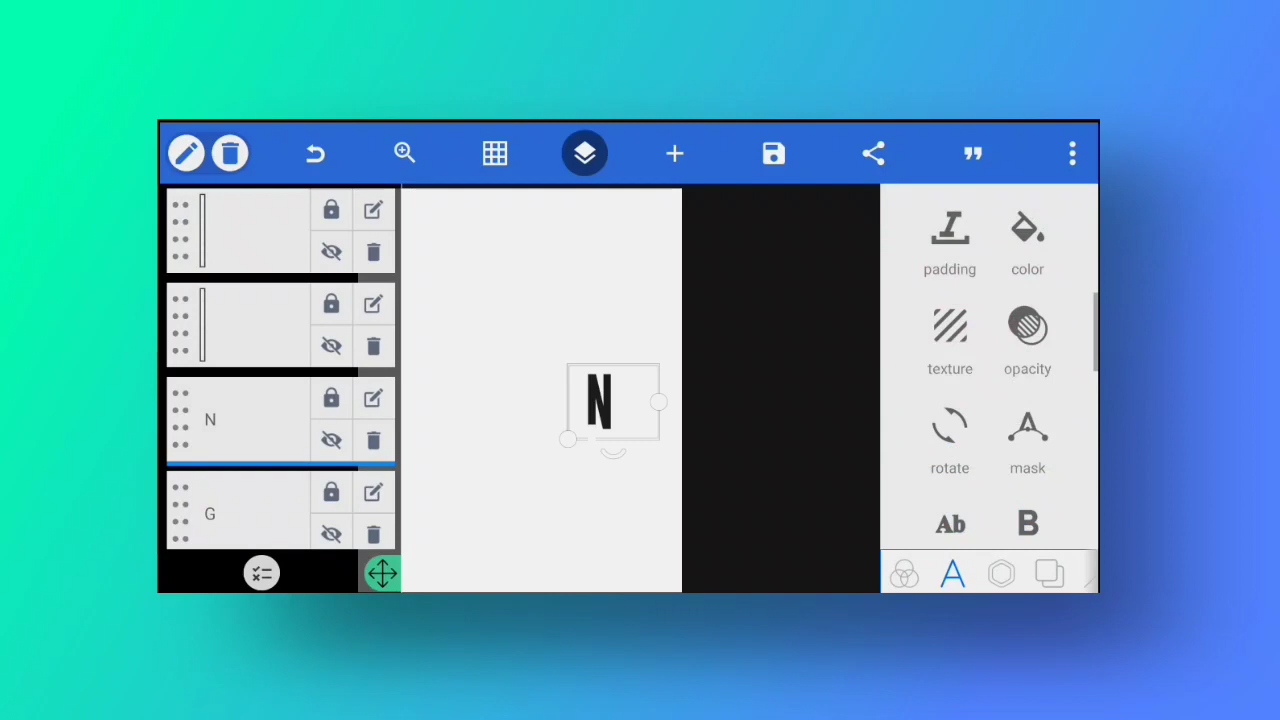 padding color
texture opacity
N N
rotate mask
G
Ab B